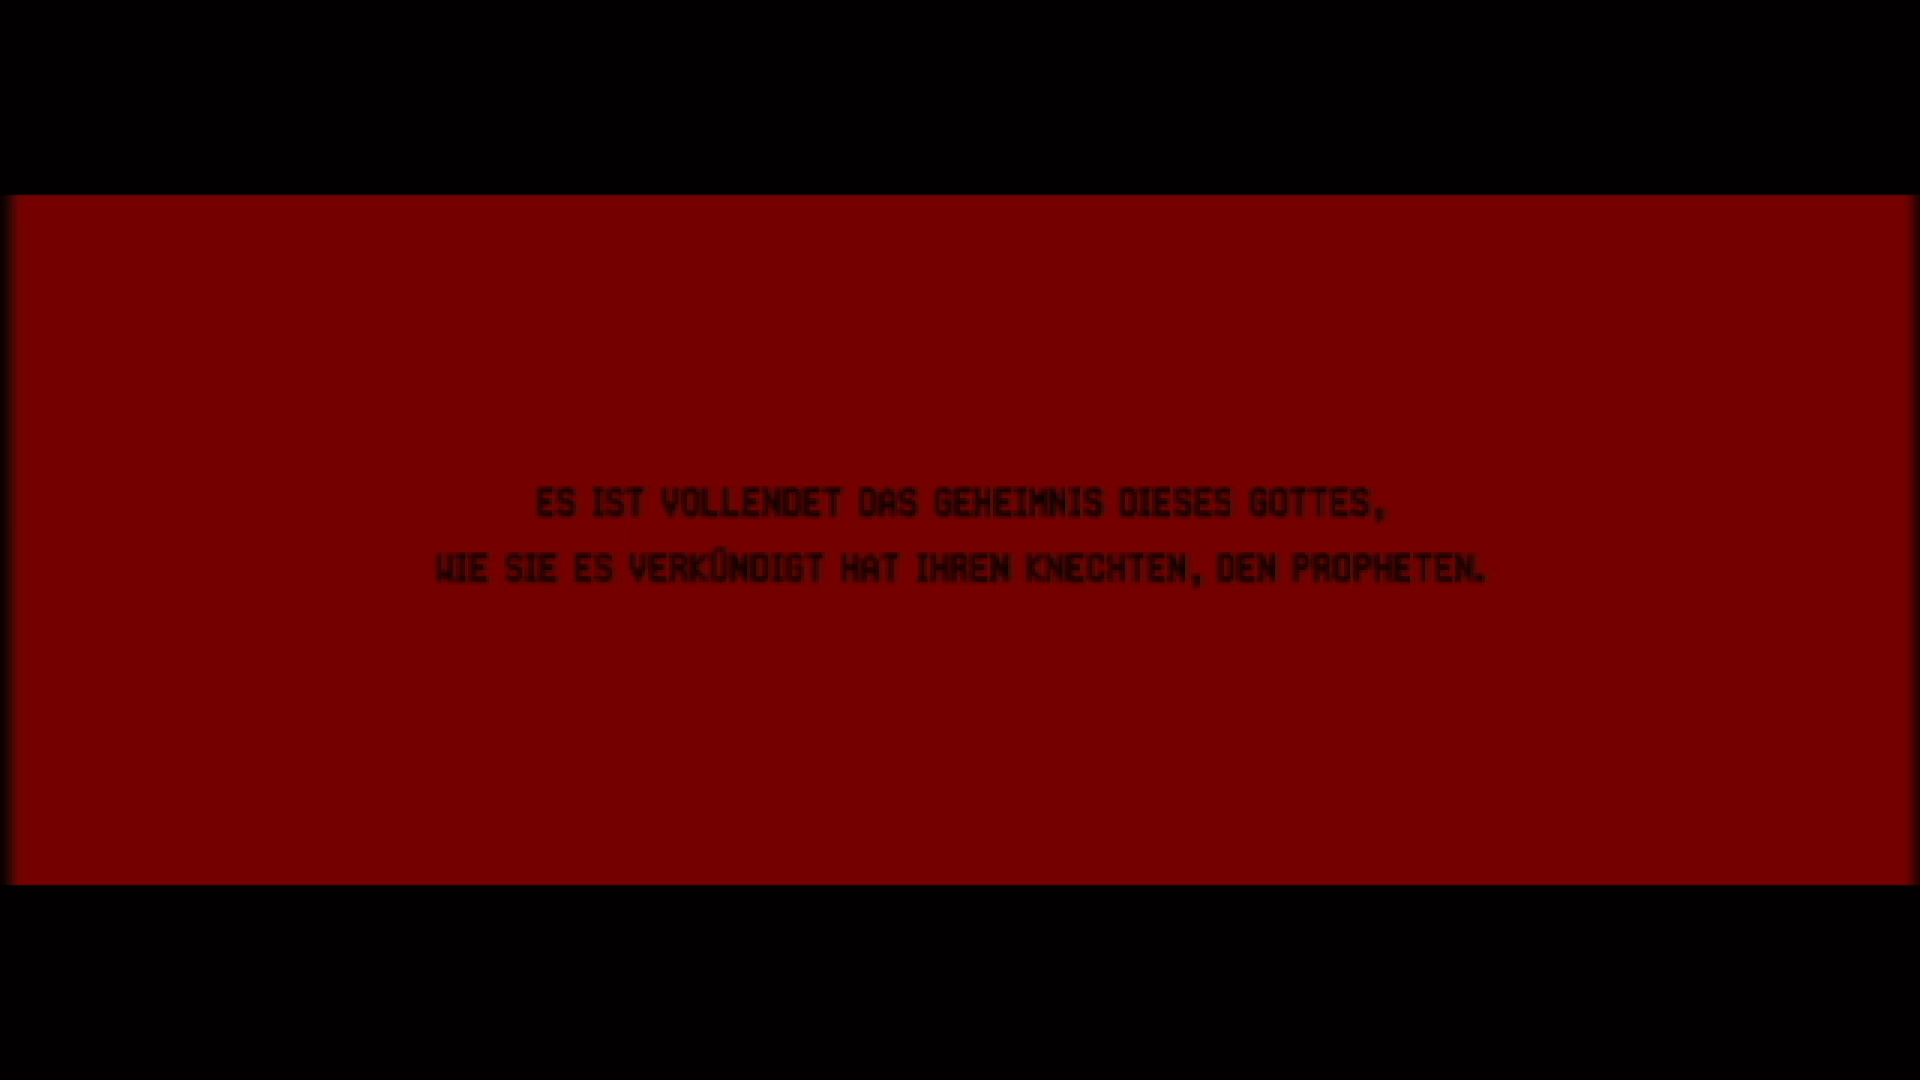 ES IST VOLLENDET DAS GEHEIMNIS DIESES GOTTES,
WIE SIE ES VERKÜNDIGT HAT IHREN KNECHTEN, DEN PROPHETEN.